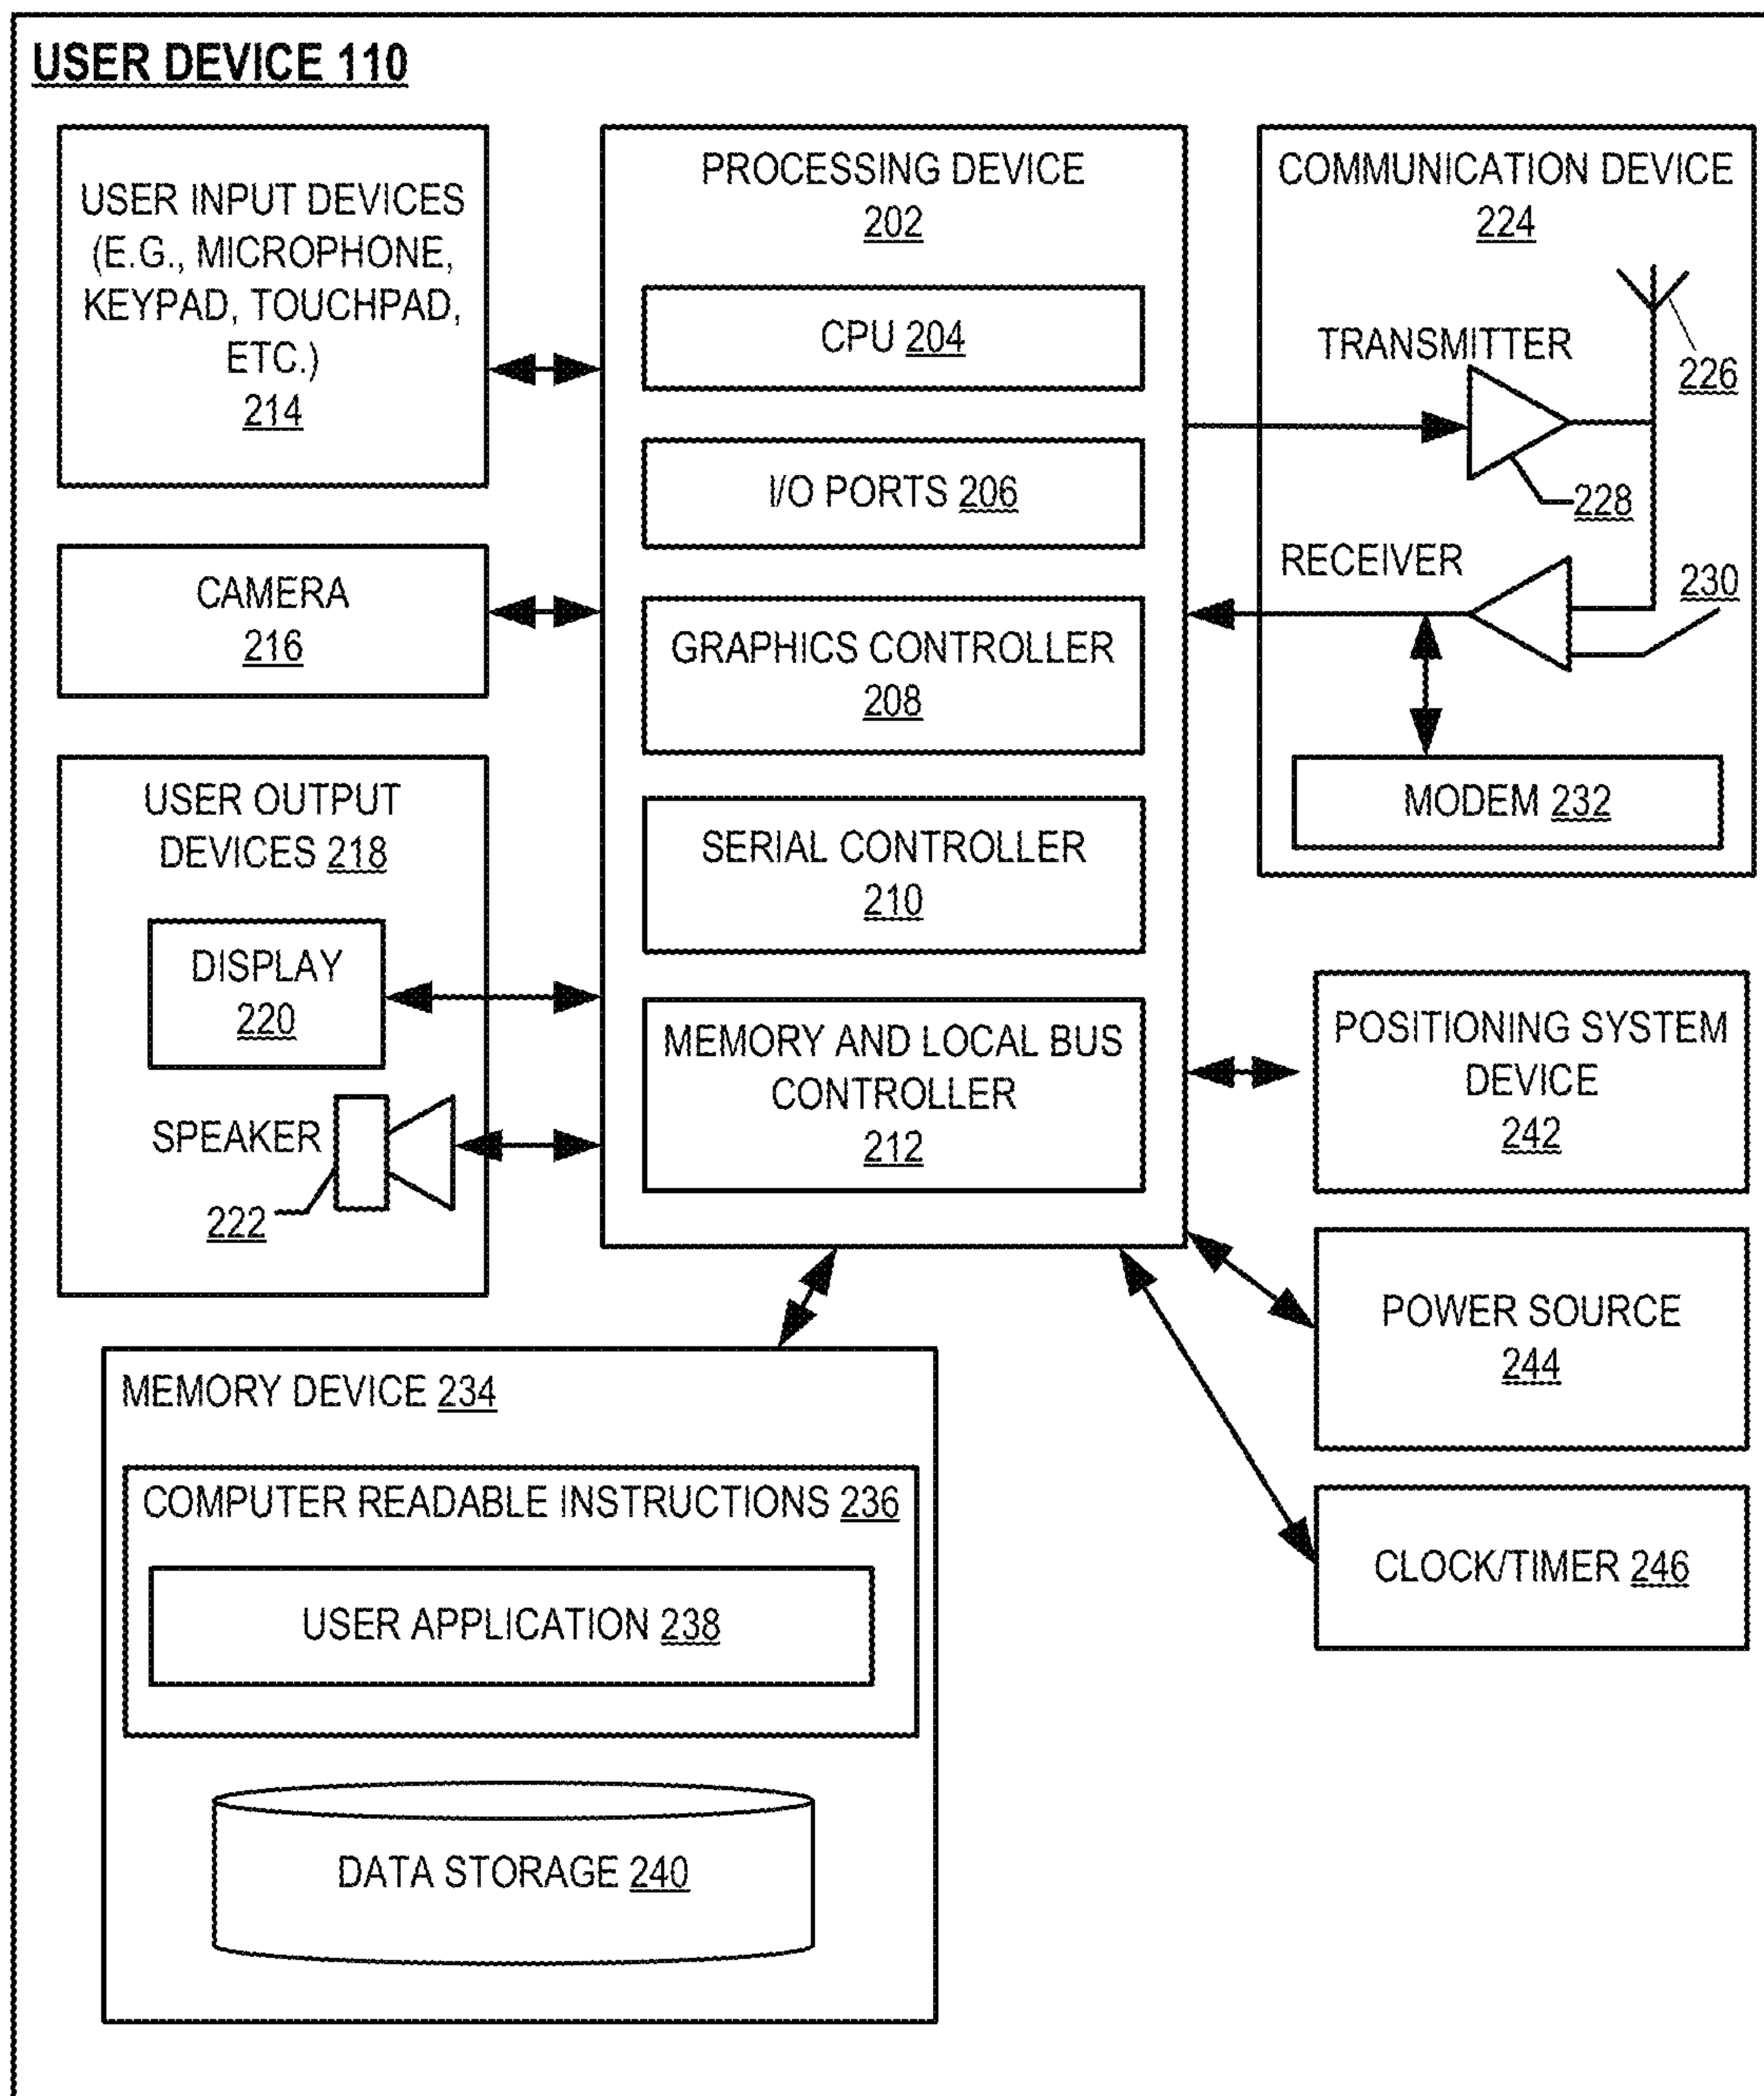 USER DEVICE 110
USER INPUT DEVICES
(E.G., MICROPHONE,
KEYPAD, TOUCHPAD,
ETC.)
214
CAMERA
216
USER OUTPUT
DEVICES 218
DISPLAY
220
SPEAKER
222
PROCESSING DEVICE
202
CPU 204
I/O PORTS 206
GRAPHICS CONTROLLER
208
SERIAL CONTROLLER
210
MEMORY AND LOCAL BUS
CONTROLLER
212
COMMUNICATION DEVICE
224
TRANSMITTER
226
228
RECEIVER
230
MODEM 232
POSITIONING SYSTEM
DEVICE
242
POWER SOURCE
244
CLOCK/TIMER 246
MEMORY DEVICE 234
COMPUTER READABLE INSTRUCTIONS 236
USER APPLICATION 238
DATA STORAGE 240